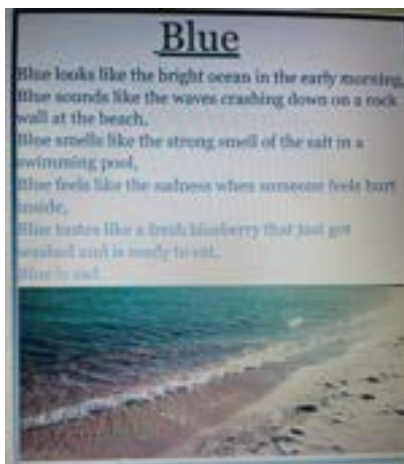 Blue
Blue looks like the bright ocean in the early morning,
Blue sounds like the waves crashing down on a rock
wall at the beach,
Blue smells like the strong smell of the salt in a
swimming pool,
Blue feels like the sadness when someone feels hurt
inside,
Blue tastes like a fresh blueberry that just got
washed and is ready to eat,
Blue is sad